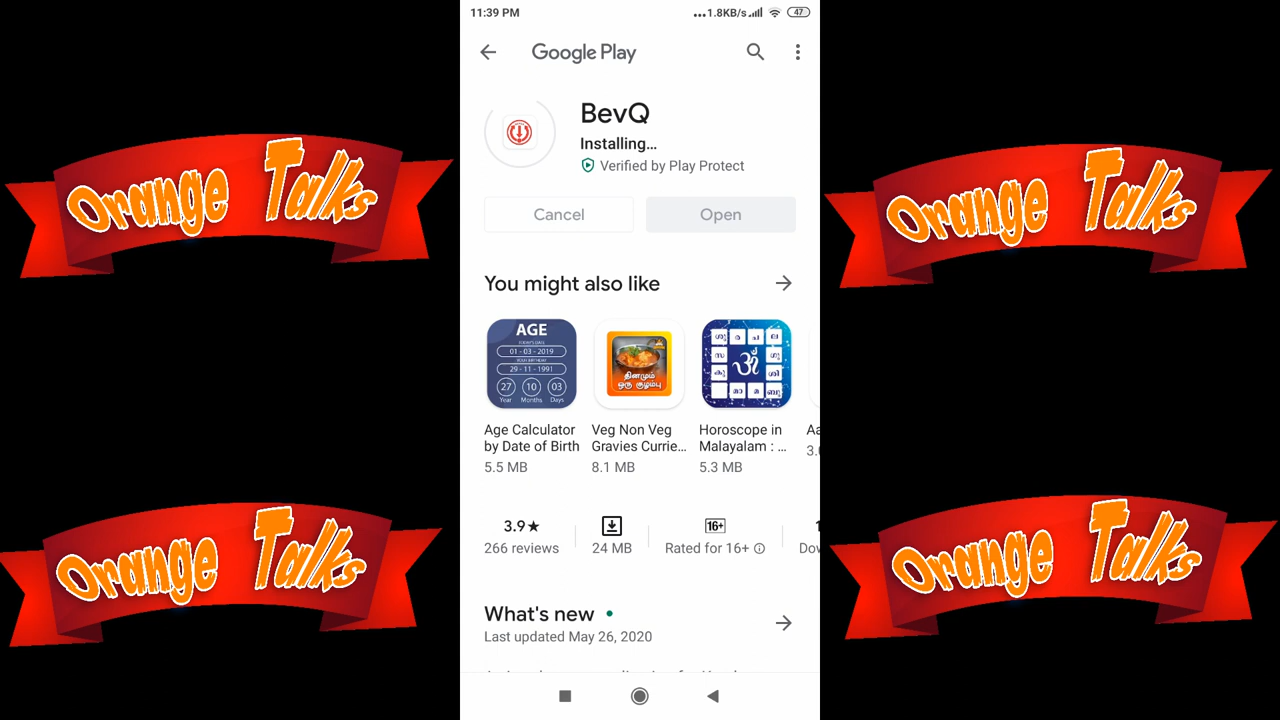 11:39 PM
...1.8KB/s
47
Google Play
BevQ
Installing...
Verified by Play Protect
Cancel
Open
You might also like
AGE
TODAY'S DATE
01 - 03 - 2019
YOUR BIRTHDAY
29 - 11 - 1991
27 10 03
Year Months Days
தினமும்
ஒரு குழம்பு
Age Calculator
by Date of Birth
5.5 MB
Veg Non Veg
Gravies Currie...
8.1 MB
Horoscope in
Malayalam : ...
5.3 MB
3.9★
266 reviews
24 MB
16+
Rated for 16+
What's new
Last updated May 26, 2020
Orange Talks
Orange Talks
Orange Talks
Orange Talks